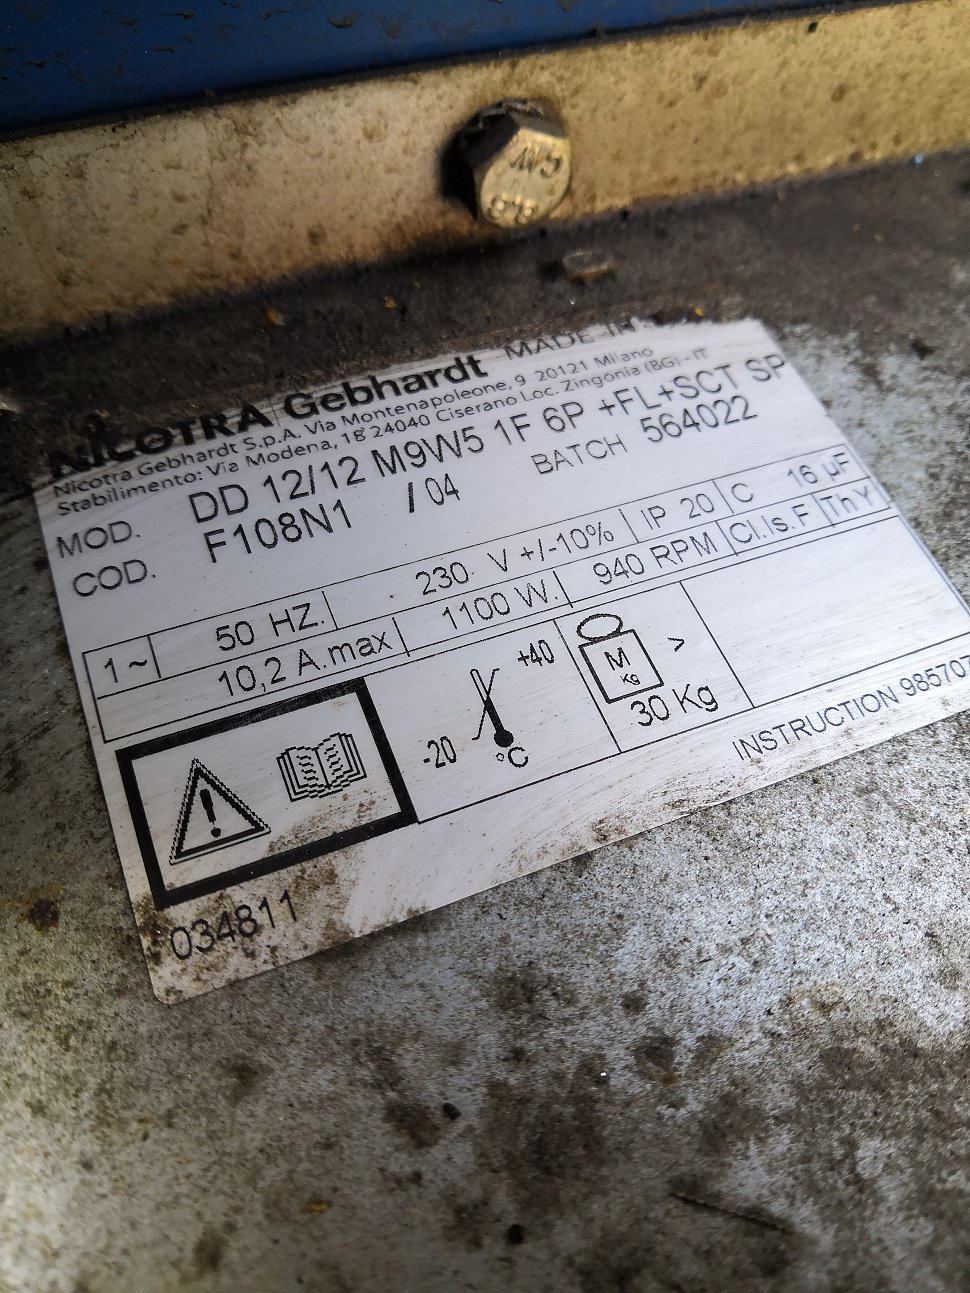 GWV
8.8
NICOTRA Gebhardt MADE IN
Nicotra Gebhardt S.p.A. Via Montenapoleone, 9 20121 Milano
Stabilimento: Via Modena, 18 24040 Ciserano Loc. Zingonia (BG) - IT
MOD. DD 12/12 M9W5 1F 6P +FL+SCT SP
COD. F108N1 /04 BATCH 564022
1~ 50 HZ. 230 V +/-10% IP 20 C 16 µF
10,2 A.max 1100 W. 940 RPM Cl.Is.F Th Y
-20 +40 °C
M Kg >
30 Kg
INSTRUCTION 985707
034811